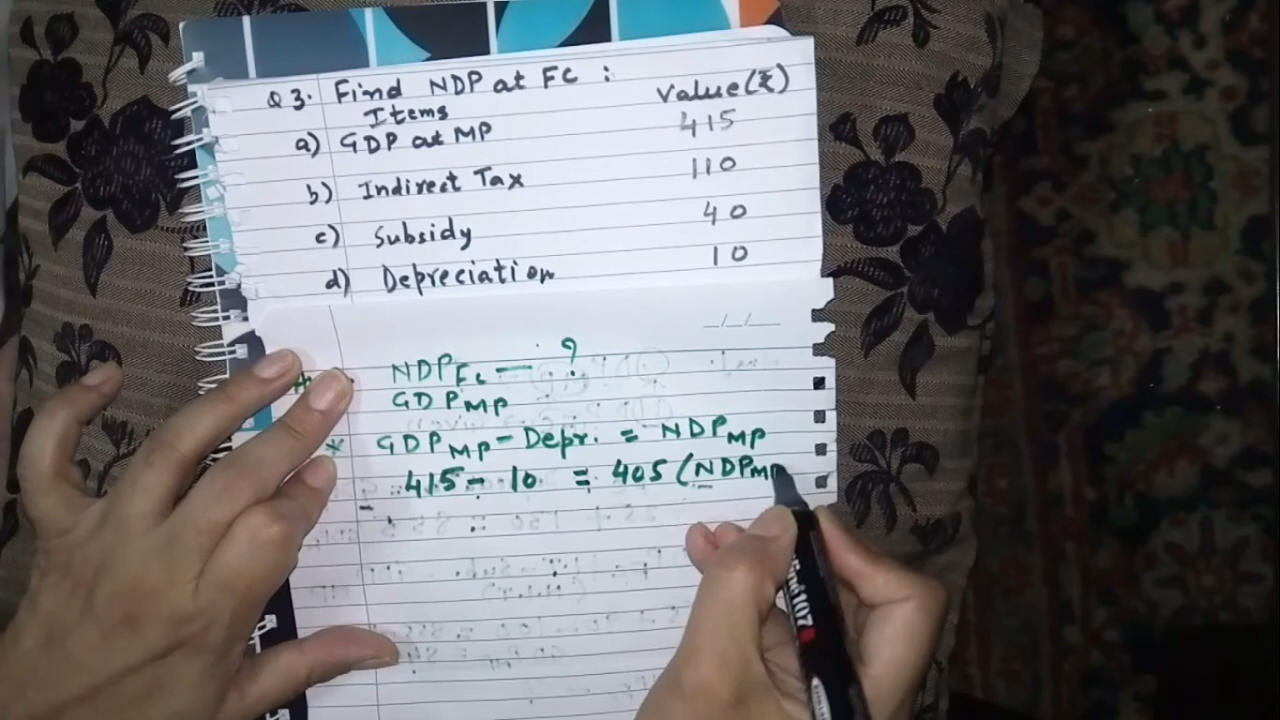 Q 3. Find NDP at FC :
Items Value(₹)
a) GDP at MP 415
b) Indirect Tax 110
c) Subsidy 40
d) Depreciation 10
_/_/_
NDPFC — ?
GDPMP
* GDPMP - Depr. = NDPMP
415 - 10 = 405 (NDPMP